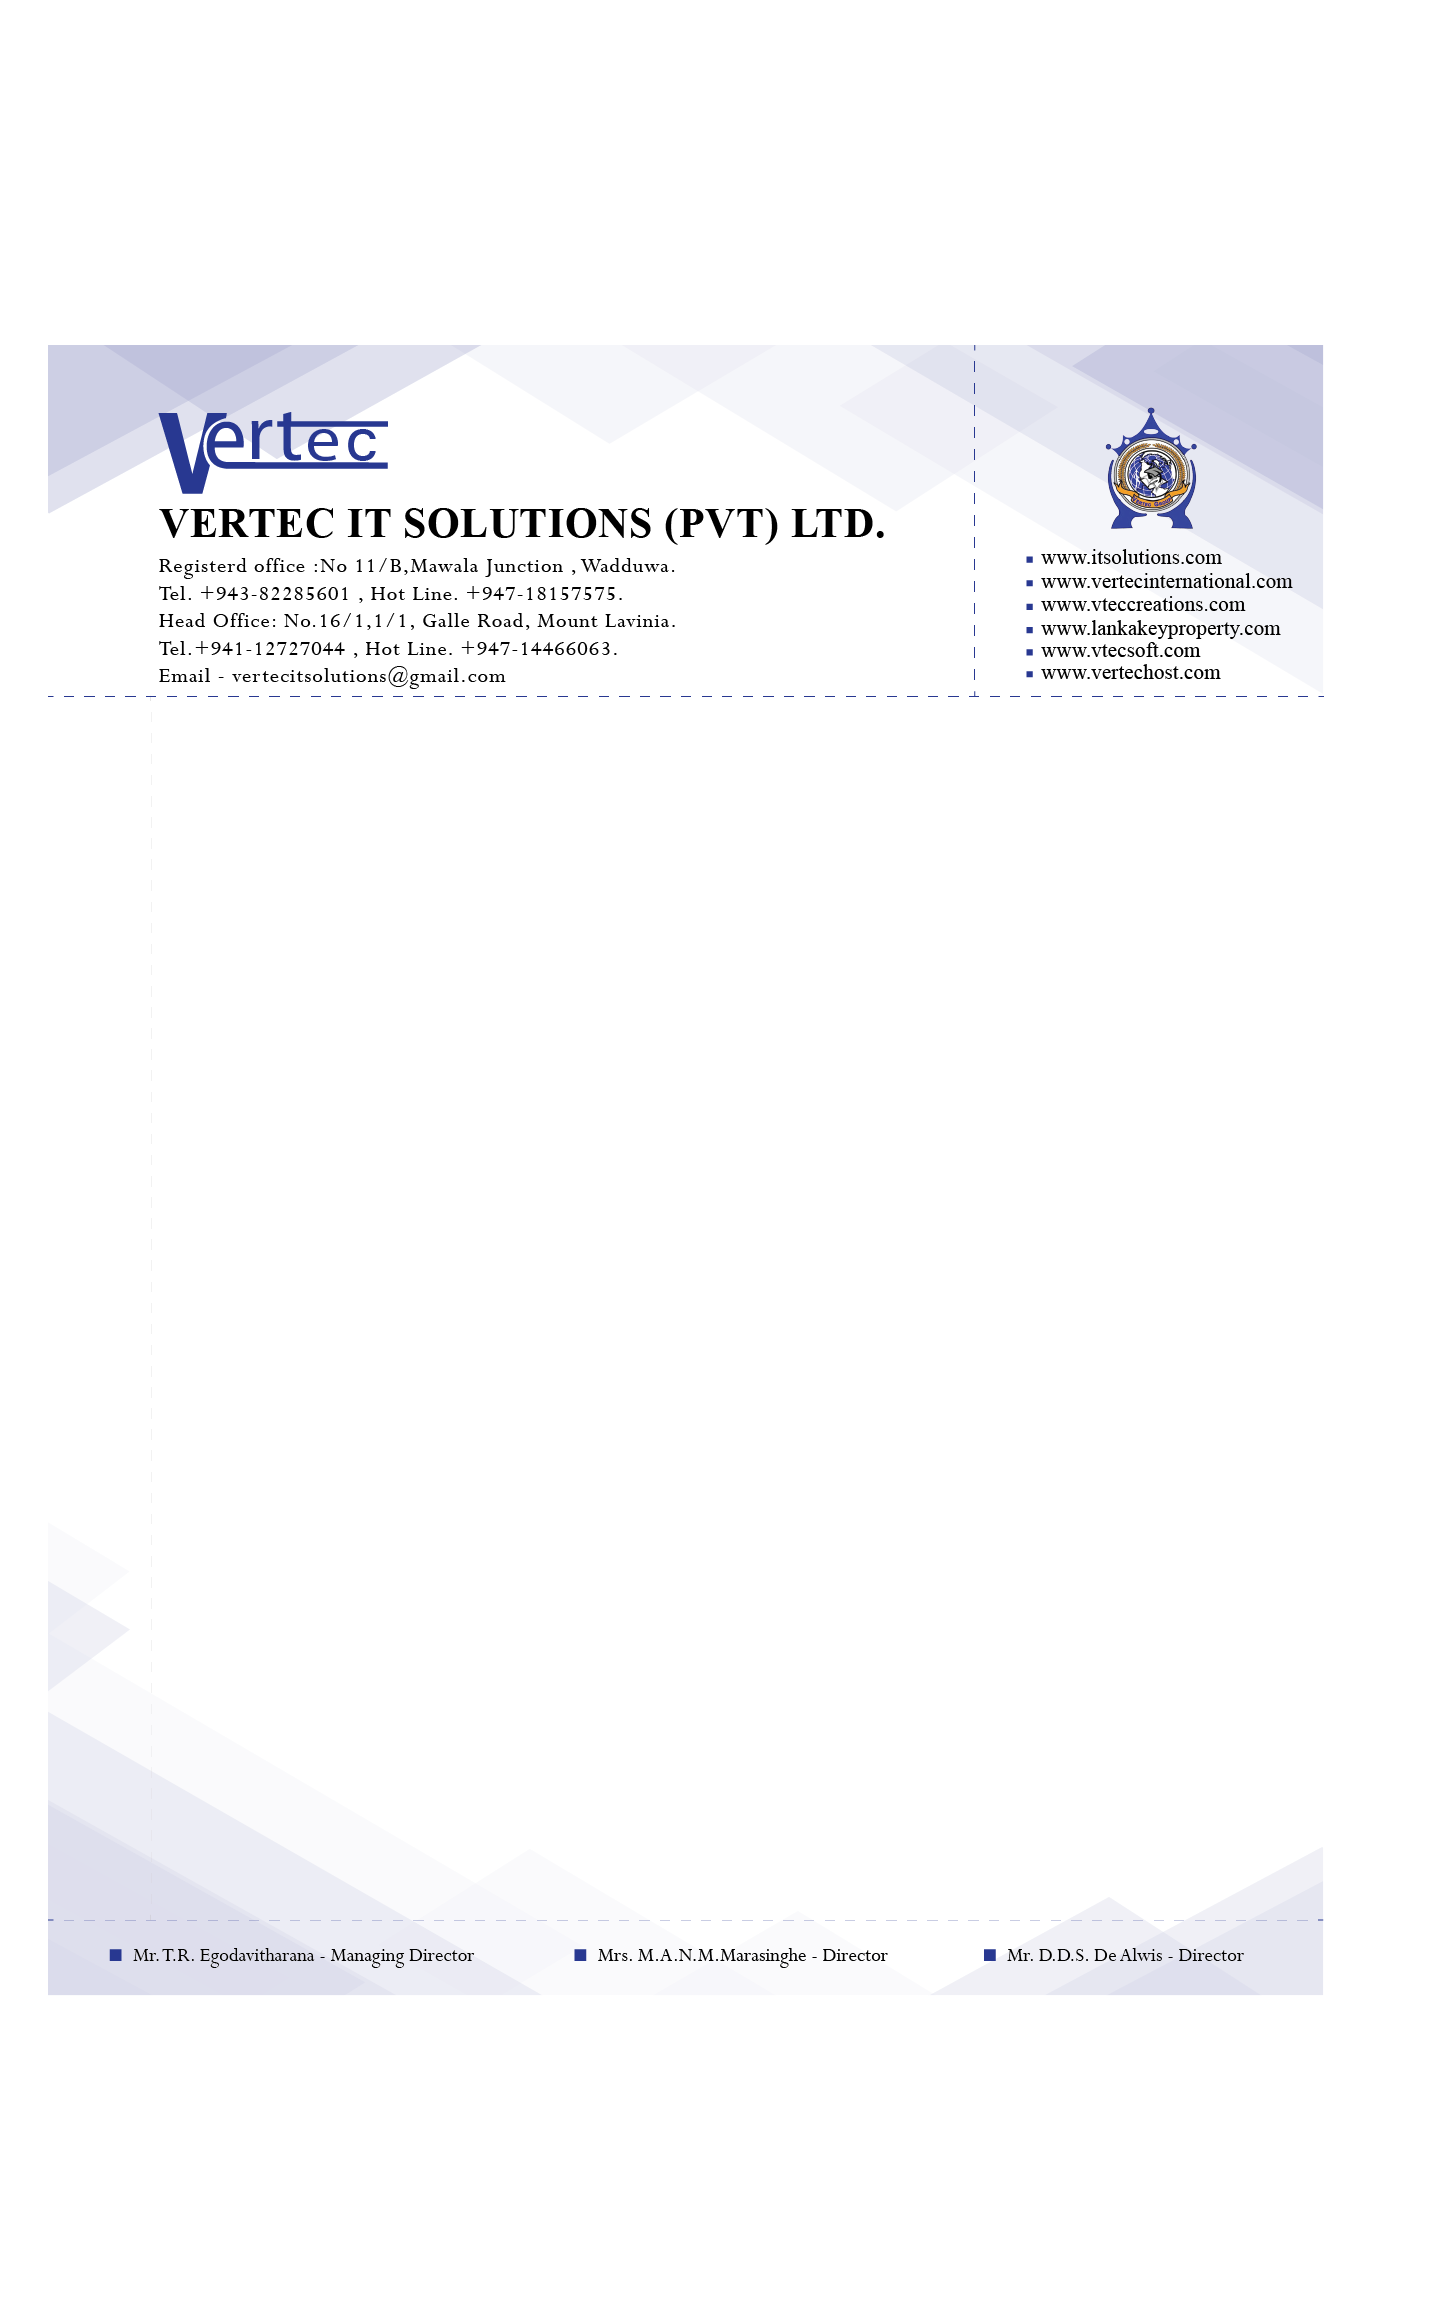 Vertec
VERTEC IT SOLUTIONS (PVT) LTD.
Registerd office :No 11/B,Mawala Junction , Wadduwa.
Tel. +943-82285601 , Hot Line. +947-18157575.
Head Office: No.16/1,1/1, Galle Road, Mount Lavinia.
Tel.+941-12727044 , Hot Line. +947-14466063.
Email - vertecitsolutions@gmail.com
www.itsolutions.com
www.vertecinternational.com
www.vteccreations.com
www.lankakeyproperty.com
www.vtecsoft.com
www.vertechost.com
Mr. T.R. Egodavitharana - Managing Director
Mrs. M.A.N.M.Marasinghe - Director
Mr. D.D.S. De Alwis - Director